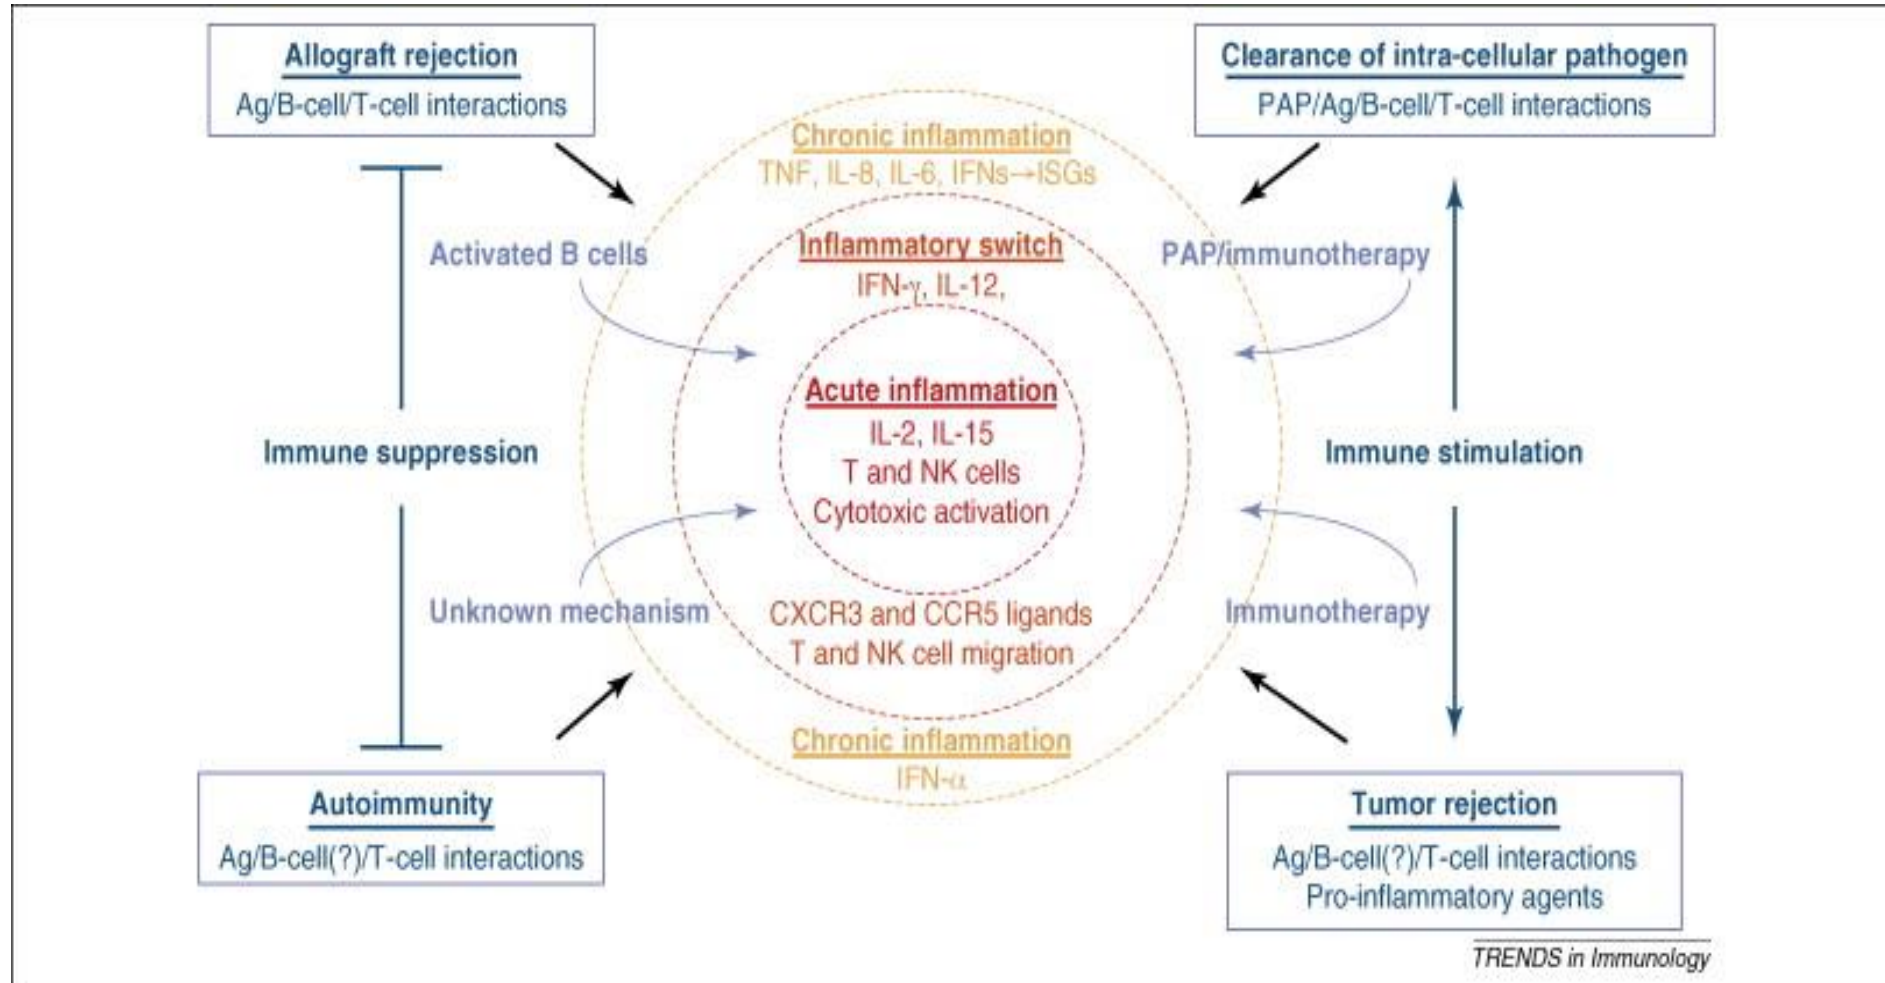 Allograft rejection
Ag/B-cell/T-cell interactions
Clearance of intra-cellular pathogen
PAP/Ag/B-cell/T-cell interactions
Chronic inflammation
TNF, IL-8, IL-6, IFNs→ISGs
Activated B cells
Inflammatory switch
IFN-γ, IL-12,
PAP/immunotherapy
Acute inflammation
IL-2, IL-15
T and NK cells
Cytotoxic activation
Immune suppression
Immune stimulation
Unknown mechanism
CXCR3 and CCR5 ligands
T and NK cell migration
Immunotherapy
Chronic inflammation
IFN-α
Autoimmunity
Ag/B-cell(?)/T-cell interactions
Tumor rejection
Ag/B-cell(?)/T-cell interactions
Pro-inflammatory agents
TRENDS in Immunology